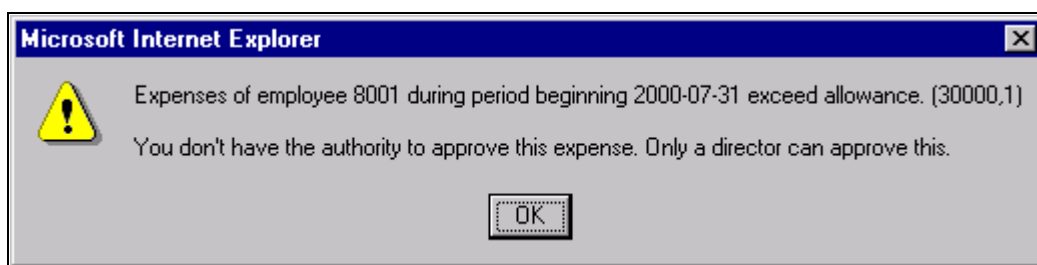 Microsoft Internet Explorer
Expenses of employee 8001 during period beginning 2000-07-31 exceed allowance. (30000,1)
You don't have the authority to approve this expense. Only a director can approve this.
OK